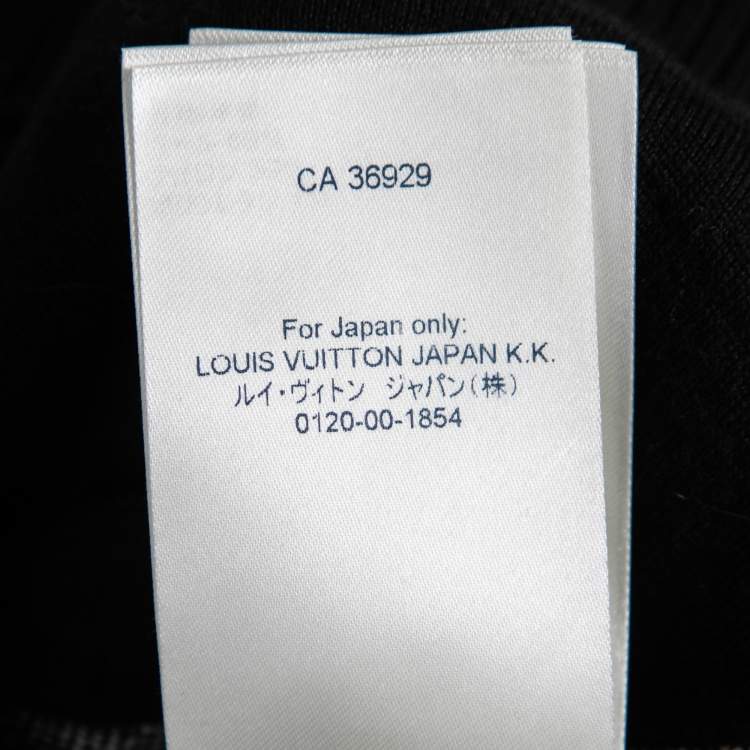 CA 36929
For Japan only:
LOUIS VUITTON JAPAN K.K.
ルイ・ヴィトン ジャパン(株)
0120-00-1854